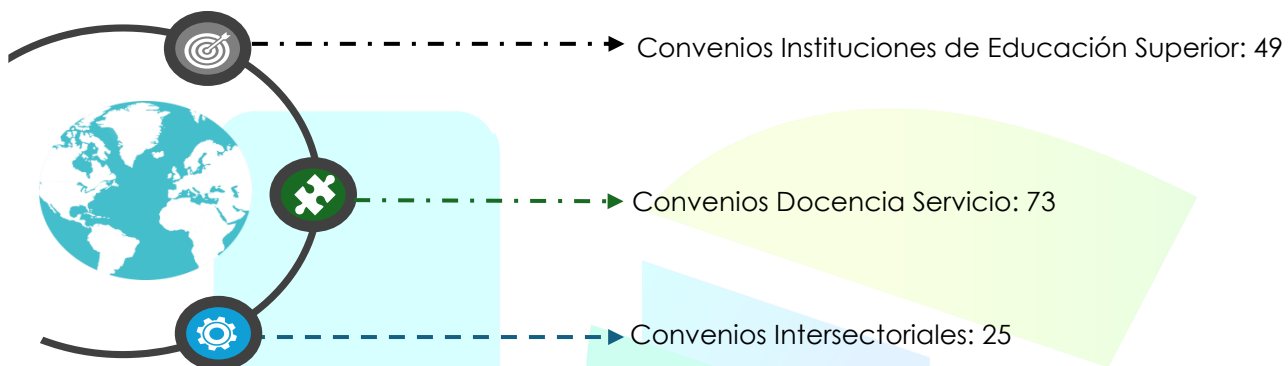 Convenios Instituciones de Educación Superior: 49
Convenios Docencia Servicio: 73
Convenios Intersectoriales: 25